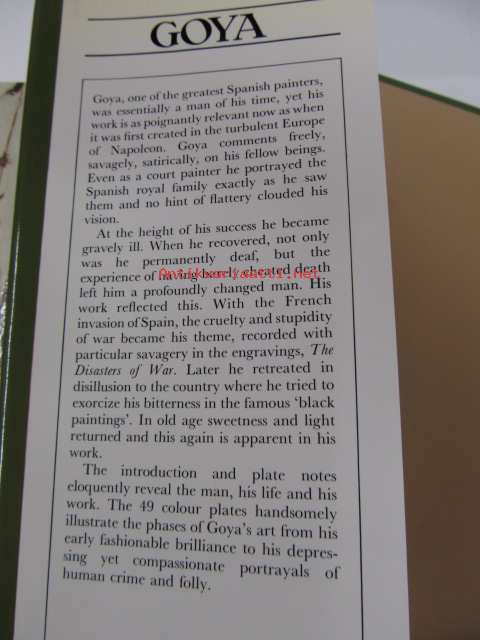 GOYA
Goya, one of the greatest Spanish painters,
was essentially a man of his time, yet his
work is as poignantly relevant now as when
it was first created in the turbulent Europe
of Napoleon. Goya comments freely,
savagely, satirically, on his fellow beings.
Even as a court painter he portrayed the
Spanish royal family exactly as he saw
them and no hint of flattery clouded his
vision.
At the height of his success he became
gravely ill. When he recovered, not only
was he permanently deaf, but the
experience of having barely cheated death
left him a profoundly changed man. His
work reflected this. With the French
invasion of Spain, the cruelty and stupidity
of war became his theme, recorded with
particular savagery in the engravings, The
Disasters of War. Later he retreated in
disillusion to the country where he tried to
exorcize his bitterness in the famous ‘black
paintings’. In old age sweetness and light
returned and this again is apparent in his
work.
The introduction and plate notes
eloquently reveal the man, his life and his
work. The 49 colour plates handsomely
illustrate the phases of Goya’s art from his
early fashionable brilliance to his depres-
sing yet compassionate portrayals of
human crime and folly.